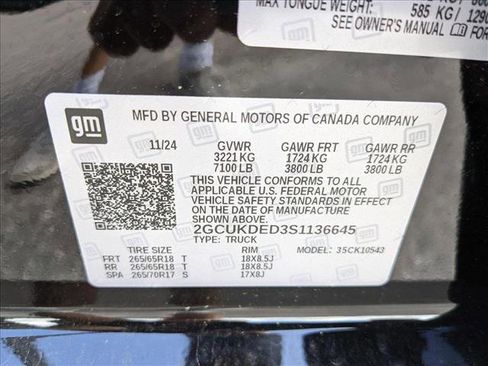 MAX TONGUE WEIGHT:
585 KG
SEE OWNER'S MANUAL FOR
gm
MFD BY GENERAL MOTORS OF CANADA COMPANY
11/24 GVWR GAWR FRT GAWR RR
3221 KG 1724 KG 1724 KG
7100 LB 3800 LB 3800 LB
THIS VEHICLE CONFORMS TO ALL
APPLICABLE U.S. FEDERAL MOTOR
VEHICLE SAFETY STANDARDS IN EFFECT
ON THE DATE OF MANUFACTURE
SHOWN ABOVE.
2GCUKDED3S1136645
TYPE: TRUCK MODEL: 3SCK10543
TIRE SIZE RIM
FRT 265/65R18 T 18X8.5J
RR 265/65R18 T 18X8.5J
SPA 265/70R17 S 17X8J